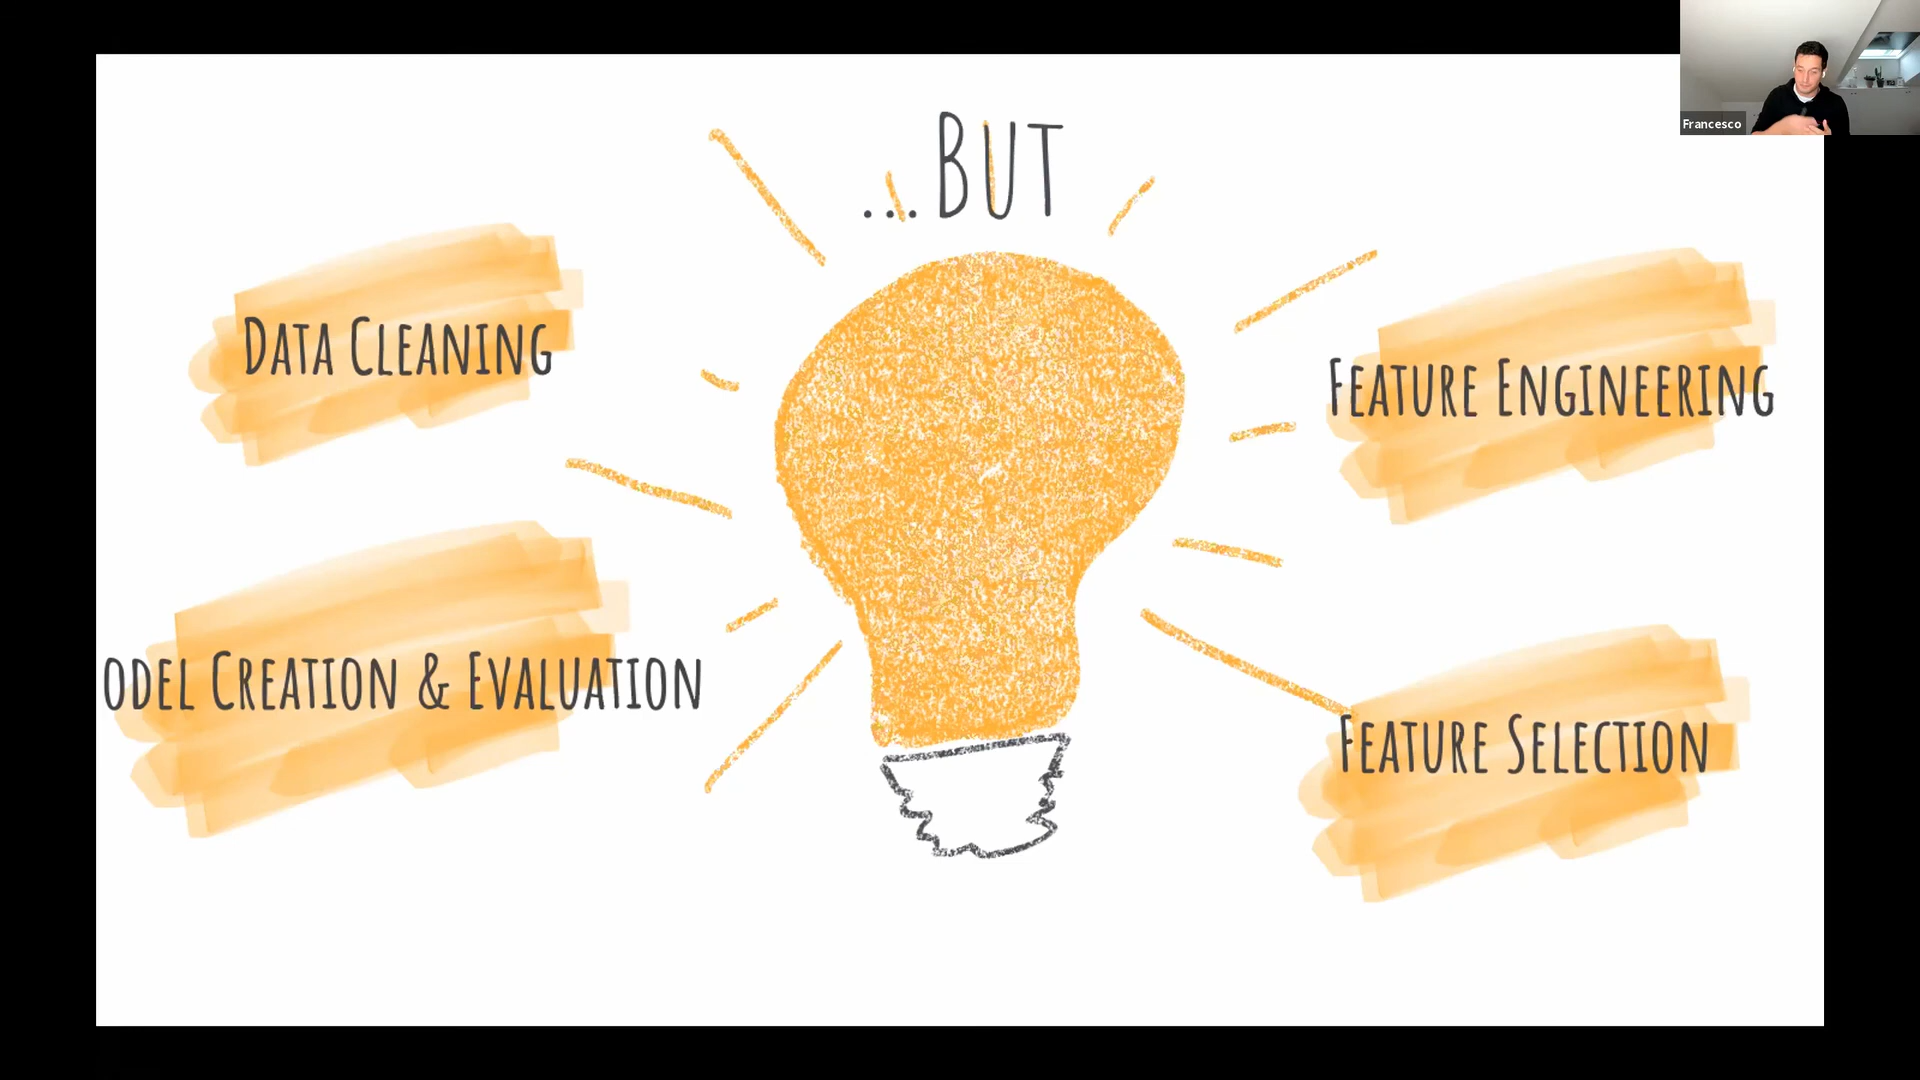 ...BUT
DATA CLEANING
FEATURE ENGINEERING
ODEL CREATION & EVALUATION
FEATURE SELECTION
Francesco